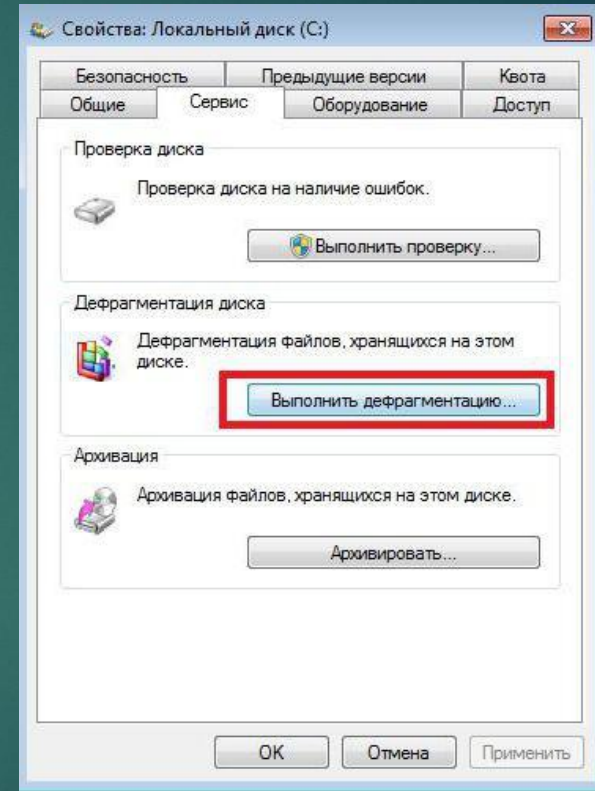 Свойства: Локальный диск (C:)
Безопасность Предыдущие версии Квота
Общие Сервис Оборудование Доступ
Проверка диска
Проверка диска на наличие ошибок.
Выполнить проверку...
Дефрагментация диска
Дефрагментация файлов, хранящихся на этом
диске.
Выполнить дефрагментацию...
Архивация
Архивация файлов, хранящихся на этом диске.
Архивировать...
OK Отмена Применить